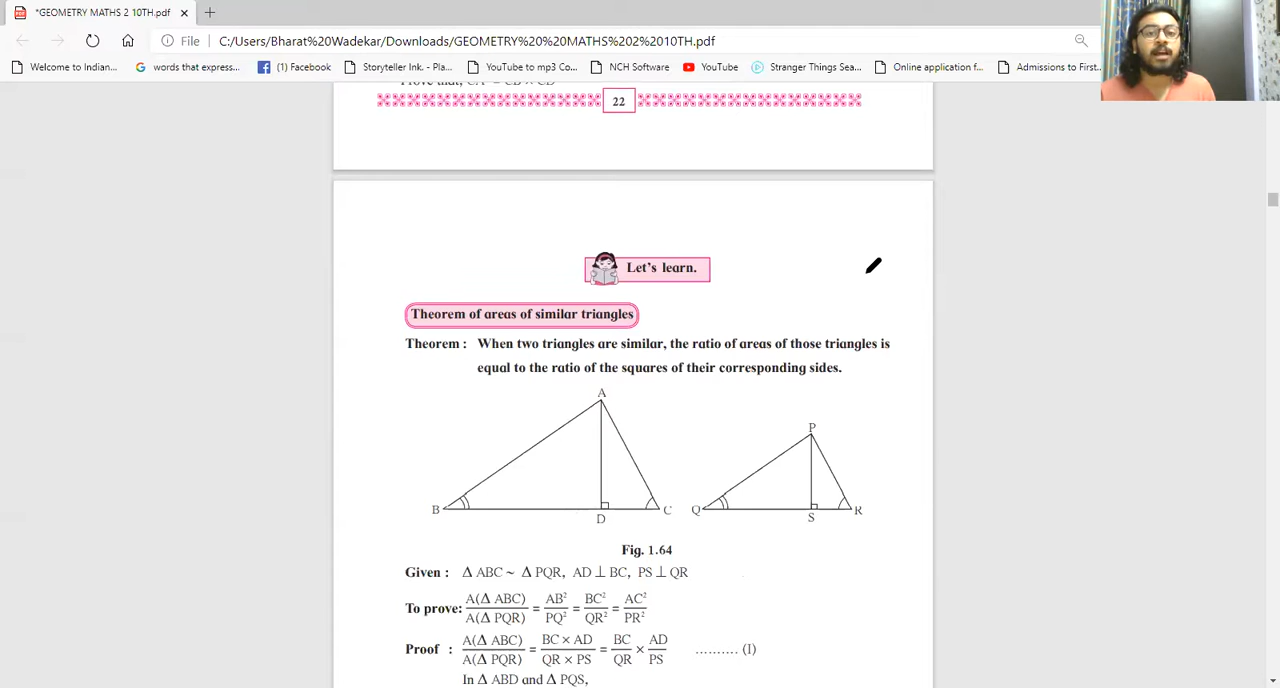 *GEOMETRY MATHS 2 10TH.pdf
File C:/Users/Bharat%20Wadekar/Downloads/GEOMETRY%20%20MATHS%202%2010TH.pdf
Welcome to Indian... words that express... (1) Facebook Storyteller Ink. - Pla... YouTube to mp3 Co... NCH Software YouTube Stranger Things Sea... Online application f... Admissions to First...
22
Let's learn.
Theorem of areas of similar triangles
Theorem : When two triangles are similar, the ratio of areas of those triangles is
equal to the ratio of the squares of their corresponding sides.
A
P
B
C
Q
R
D
S
Fig. 1.64
Given : Δ ABC ~ Δ PQR, AD ⊥ BC, PS ⊥ QR
To prove: A(Δ ABC)/A(Δ PQR) = AB²/PQ² = BC²/QR² = AC²/PR²
Proof : A(Δ ABC)/A(Δ PQR) = BC × AD/QR × PS = BC/QR × AD/PS .......... (I)
In Δ ABD and Δ PQS,